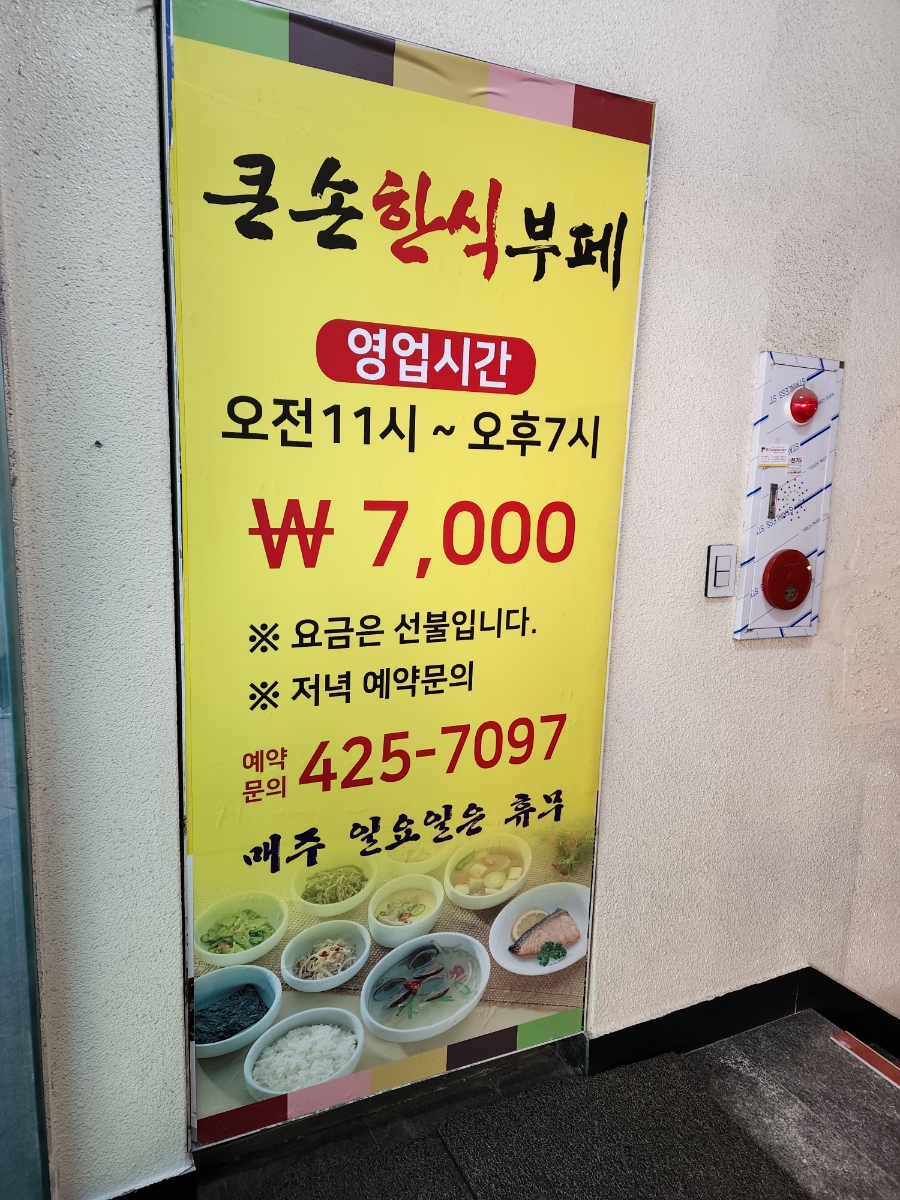 큰손한식부페
영업시간
오전11시 ~ 오후7시
₩ 7,000
※ 요금은 선불입니다.
※ 저녁 예약문의
예약
문의 425-7097
매주 일요일은 휴무